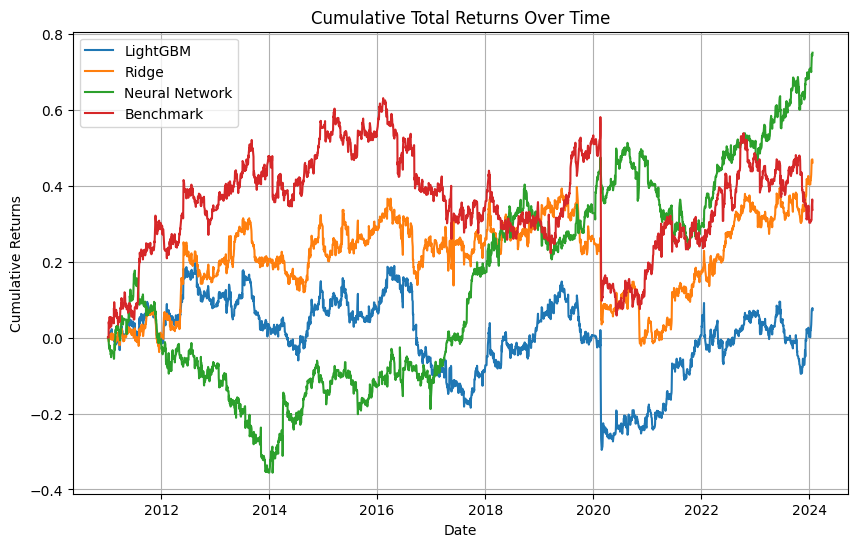 Cumulative Total Returns Over Time
LightGBM
Ridge
Neural Network
Benchmark
0.8
0.6
0.4
0.2
0.0
−0.2
−0.4
Cumulative Returns
2012
2014
2016
2018
2020
2022
2024
Date